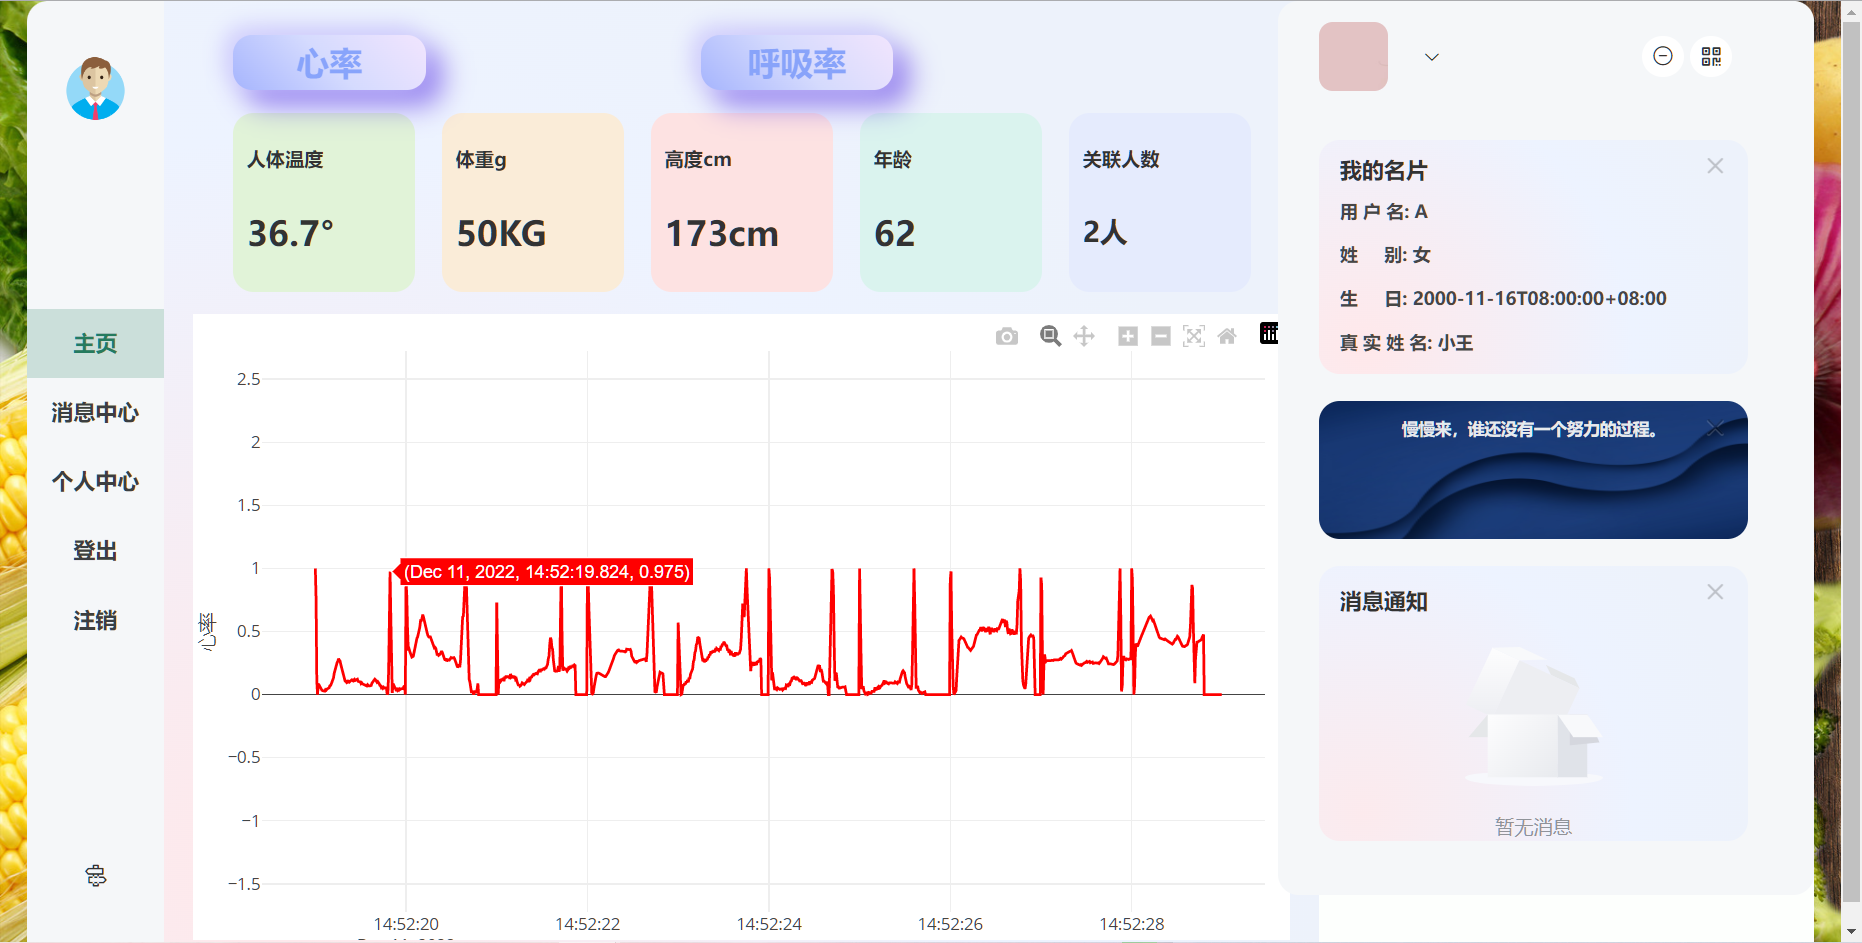 心率
呼吸率
人体温度
36.7°
体重g
50KG
高度cm
173cm
年龄
62
关联人数
2人
主页
消息中心
个人中心
登出
注销
2.5
2
1.5
1
0.5
0
−0.5
−1
−1.5
心率
(Dec 11, 2022, 14:52:19.824, 0.975)
14:52:20
14:52:22
14:52:24
14:52:26
14:52:28
我的名片
用 户 名: A
姓 别: 女
生 日: 2000-11-16T08:00:00+08:00
真 实 姓 名: 小王
慢慢来，谁还没有一个努力的过程。
消息通知
暂无消息